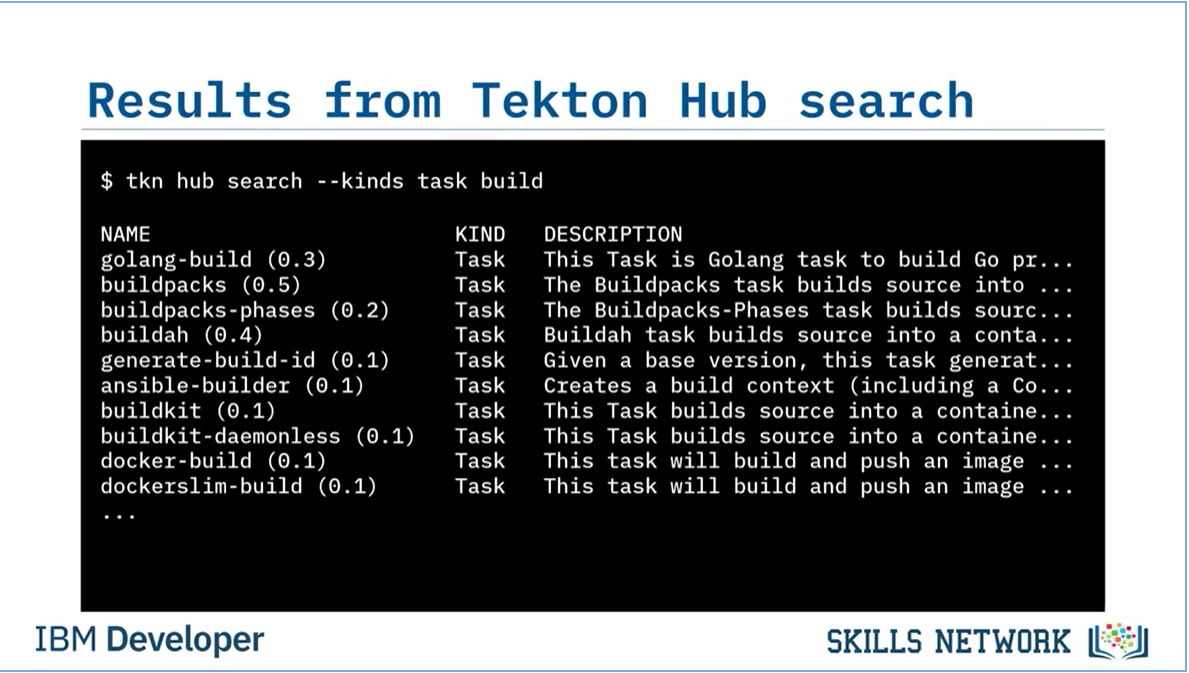 Results from Tekton Hub search
$ tkn hub search --kinds task build
NAME KIND DESCRIPTION
golang-build (0.3) Task This Task is Golang task to build Go pr...
buildpacks (0.5) Task The Buildpacks task builds source into ...
buildpacks-phases (0.2) Task The Buildpacks-Phases task builds sourc...
buildah (0.4) Task Buildah task builds source into a conta...
generate-build-id (0.1) Task Given a base version, this task generat...
ansible-builder (0.1) Task Creates a build context (including a Co...
buildkit (0.1) Task This Task builds source into a containe...
buildkit-daemonless (0.1) Task This Task builds source into a containe...
docker-build (0.1) Task This task will build and push an image ...
dockerslim-build (0.1) Task This task will build and push an image ...
...
IBM Developer
SKILLS NETWORK